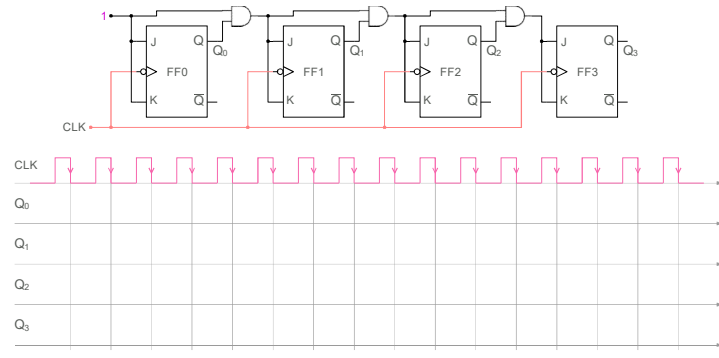 1
J Q Q₀ J Q Q₁ J Q Q₂ J Q Q₃
FF0 FF1 FF2 FF3
K Q̅ K Q̅ K Q̅ K Q̅
CLK
CLK
Q₀
Q₁
Q₂
Q₃